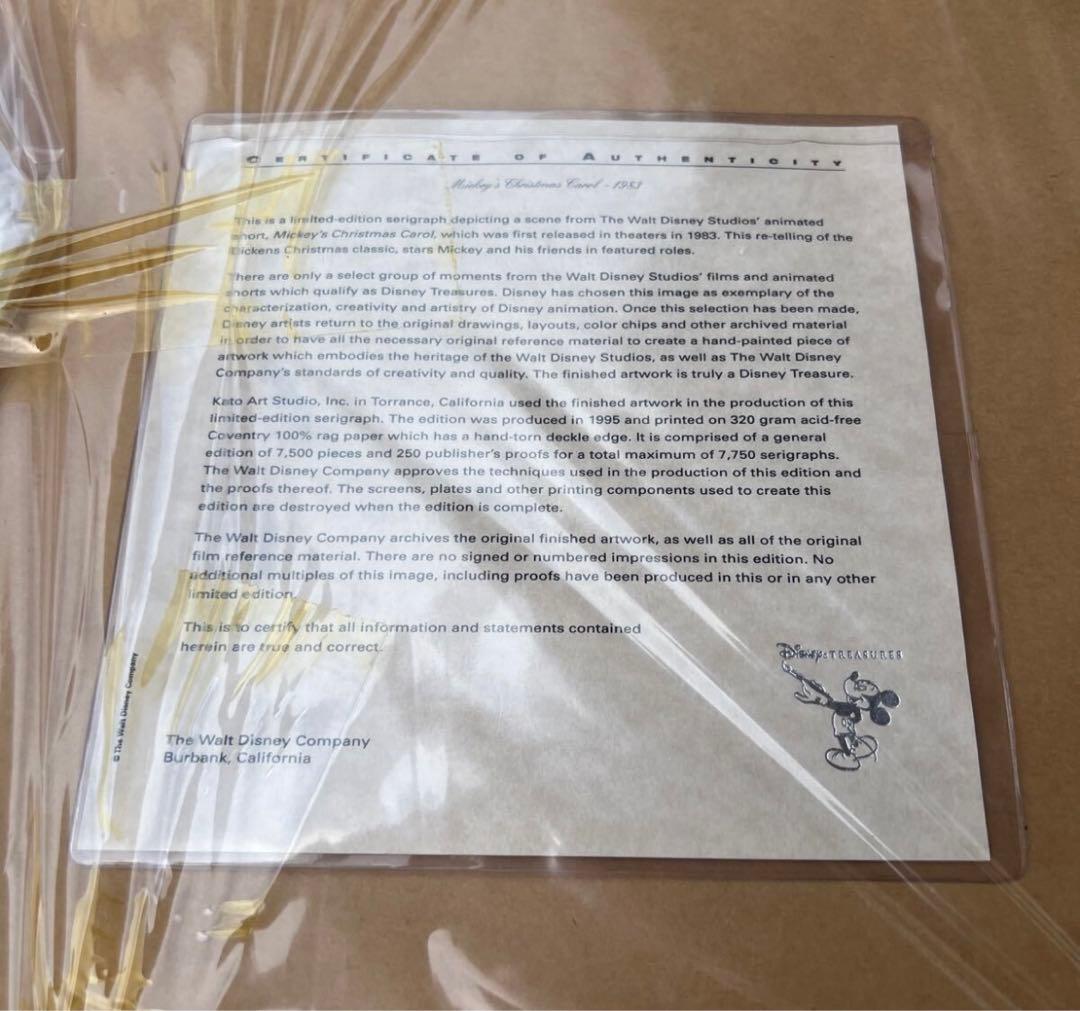 CERTIFICATE OF AUTHENTICITY
Mickey's Christmas Carol - 1983
This is a limited-edition serigraph depicting a scene from The Walt Disney Studios' animated
short, Mickey's Christmas Carol, which was first released in theaters in 1983. This re-telling of the
Dickens Christmas classic, stars Mickey and his friends in featured roles.
There are only a select group of moments from the Walt Disney Studios' films and animated
shorts which qualify as Disney Treasures. Disney has chosen this image as exemplary of the
characterization, creativity and artistry of Disney animation. Once this selection has been made,
Disney artists return to the original drawings, layouts, color chips and other archived material
in order to have all the necessary original reference material to create a hand-painted piece of
artwork which embodies the heritage of the Walt Disney Studios, as well as The Walt Disney
Company's standards of creativity and quality. The finished artwork is truly a Disney Treasure.
Kato Art Studio, Inc. in Torrance, California used the finished artwork in the production of this
limited-edition serigraph. The edition was produced in 1995 and printed on 320 gram acid-free
Coventry 100% rag paper which has a hand-torn deckle edge. It is comprised of a general
edition of 7,500 pieces and 250 publisher's proofs for a total maximum of 7,750 serigraphs.
The Walt Disney Company approves the techniques used in the production of this edition and
the proofs thereof. The screens, plates and other printing components used to create this
edition are destroyed when the edition is complete.
The Walt Disney Company archives the original finished artwork, as well as all of the original
film reference material. There are no signed or numbered impressions in this edition. No
additional multiples of this image, including proofs have been produced in this or in any other
limited edition.
This is to certify that all information and statements contained
herein are true and correct.
Disney TREASURES
The Walt Disney Company
Burbank, California
© The Walt Disney Company